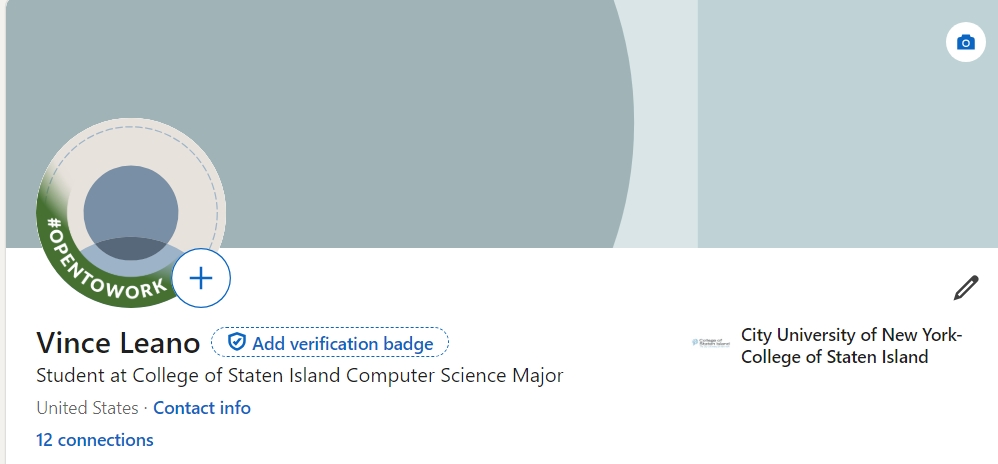 #OPENTOWORK
Vince Leano
Add verification badge
Student at College of Staten Island Computer Science Major
United States · Contact info
12 connections
College of
Staten Island
City University of New York-
College of Staten Island